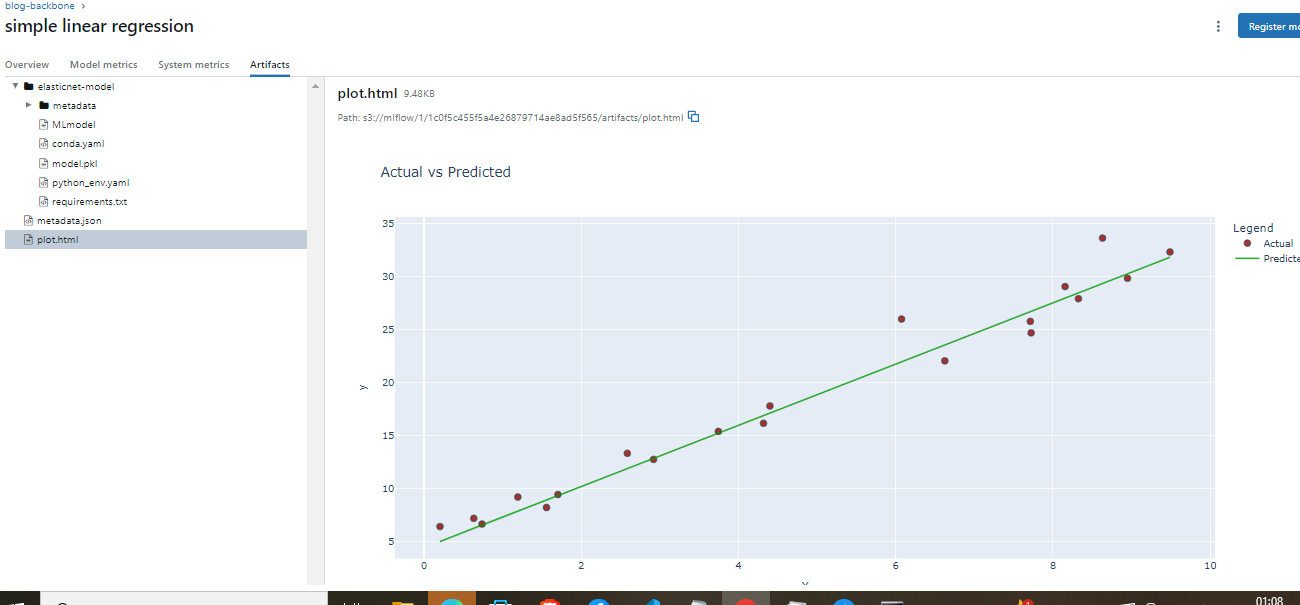 blog-backbone
simple linear regression
Register mo
Overview Model metrics System metrics Artifacts
elasticnet-model
metadata
MLmodel
conda.yaml
model.pkl
python_env.yaml
requirements.txt
metadata.json
plot.html
plot.html 9.48KB
Path: s3://mlflow/1/1c0f5c455f5a4e26879714ae8ad5f565/artifacts/plot.html
Actual vs Predicted
35
30
25
20
15
10
5
y
0 2 4 6 8 10
Legend
Actual
Predicte
1
01:08